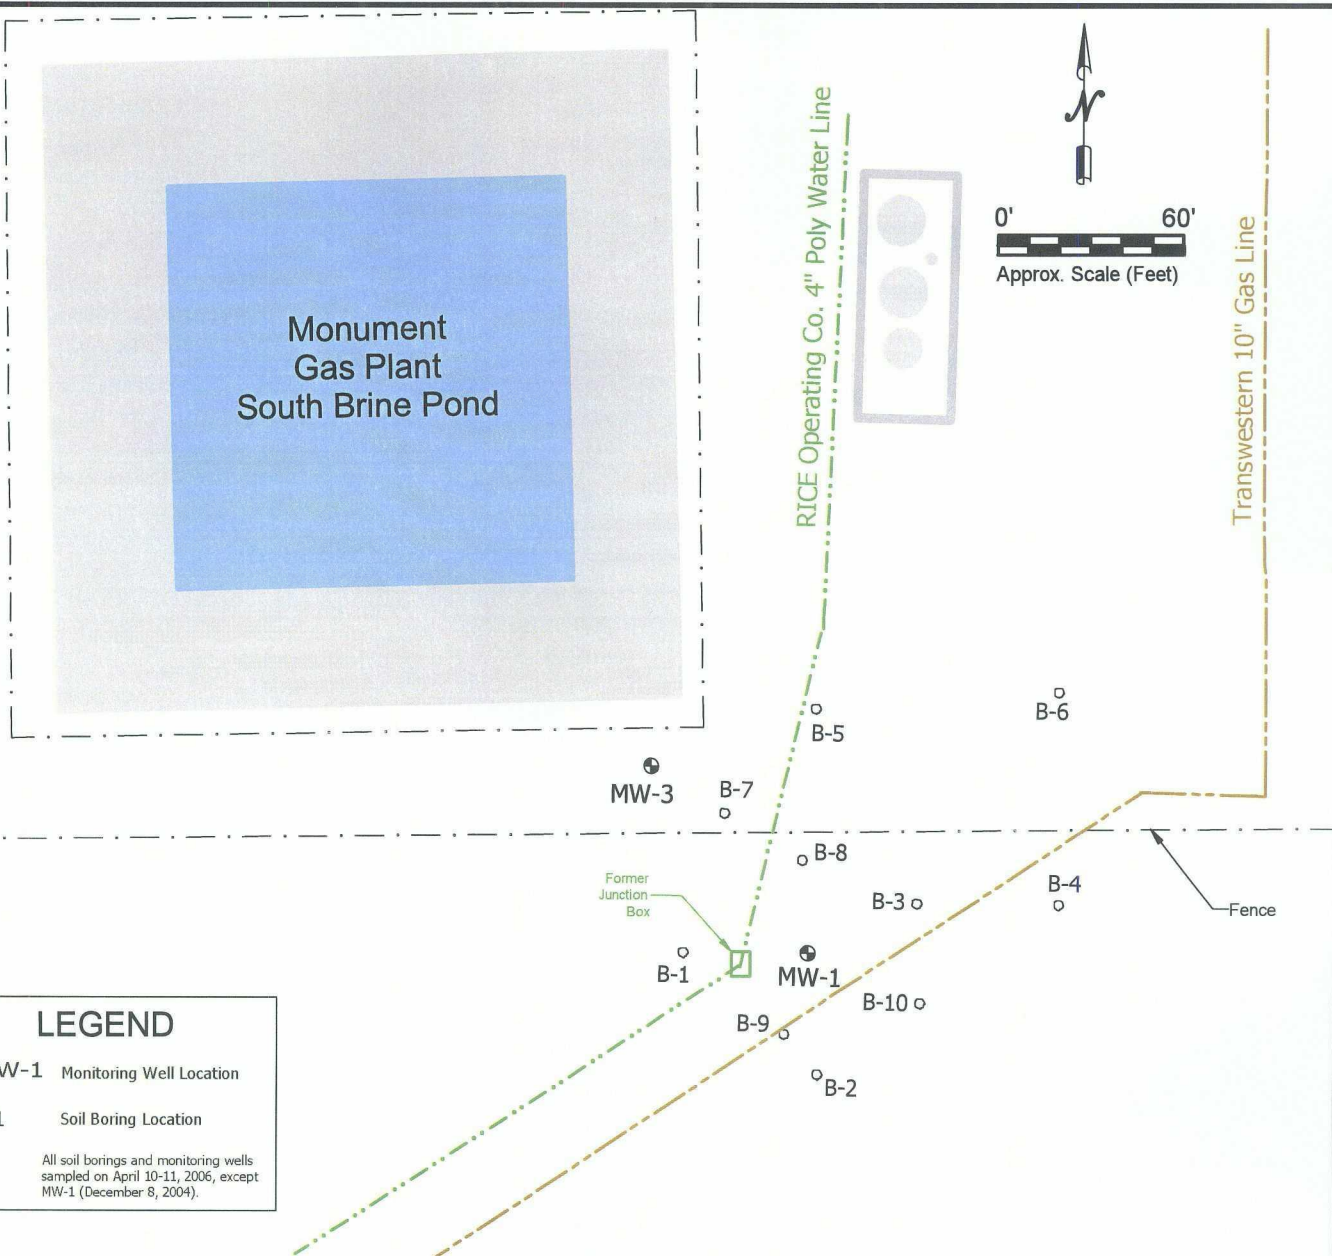 Monument
Gas Plant
South Brine Pond
RICE Operating Co. 4" Poly Water Line
N
0' 60'
Approx. Scale (Feet)
Transwestern 10" Gas Line
B-6
B-5
MW-3
B-7
B-8
Former
Junction
Box
B-3
B-4
Fence
B-1
MW-1
B-10
B-9
B-2
LEGEND
W-1 Monitoring Well Location
1 Soil Boring Location
All soil borings and monitoring wells
sampled on April 10-11, 2006, except
MW-1 (December 8, 2004).